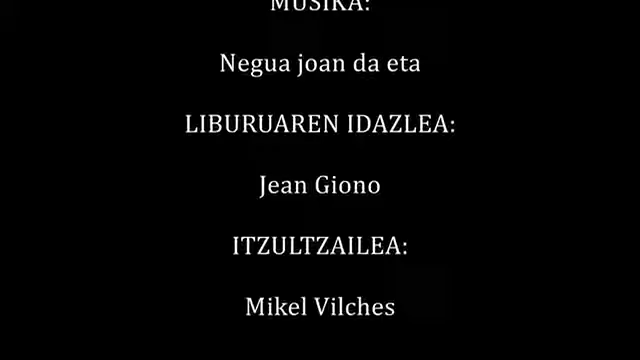 MUSIKA:
Negua joan da eta
LIBURUAREN IDAZLEA:
Jean Giono
ITZULTZAILEA:
Mikel Vilches